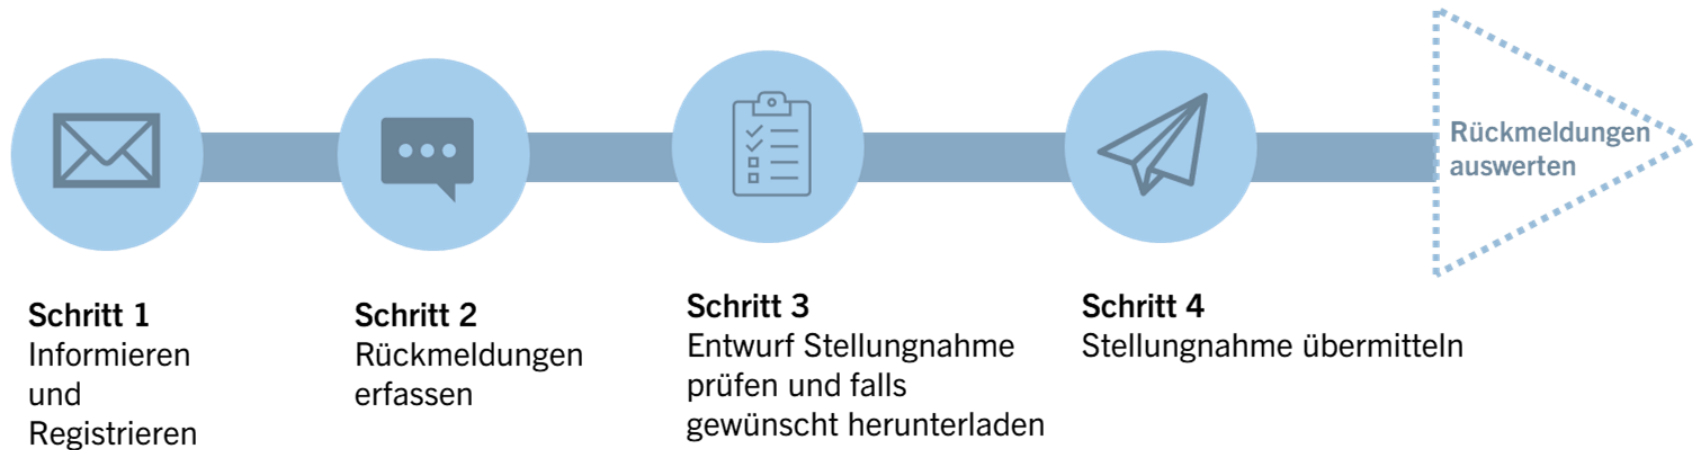 Schritt 1
Informieren
und
Registrieren
Schritt 2
Rückmeldungen
erfassen
Schritt 3
Entwurf Stellungnahme
prüfen und falls
gewünscht herunterladen
Schritt 4
Stellungnahme übermitteln
Rückmeldungen
auswerten